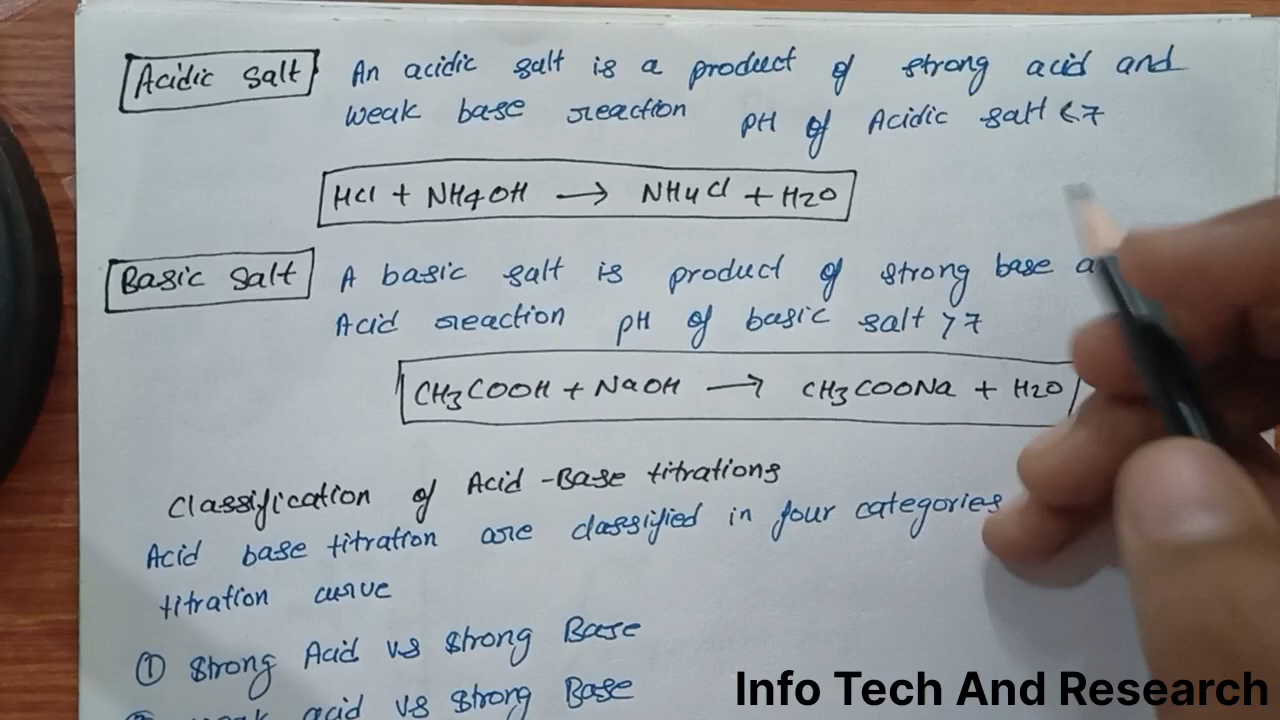 Acidic Salt An acidic salt is a product of strong acid and
weak base reaction PH of Acidic salt <7
HCl + NH4OH → NH4Cl + H2O
Basic Salt A basic salt is product of strong base
Acid reaction pH of basic salt >7
CH3COOH + NaOH → CH3COONa + H2O
Classification of Acid-Base titrations
Acid base titration are classified in four categories
titration curve
① Strong Acid vs Strong Base
acid vs strong Base
Info Tech And Research